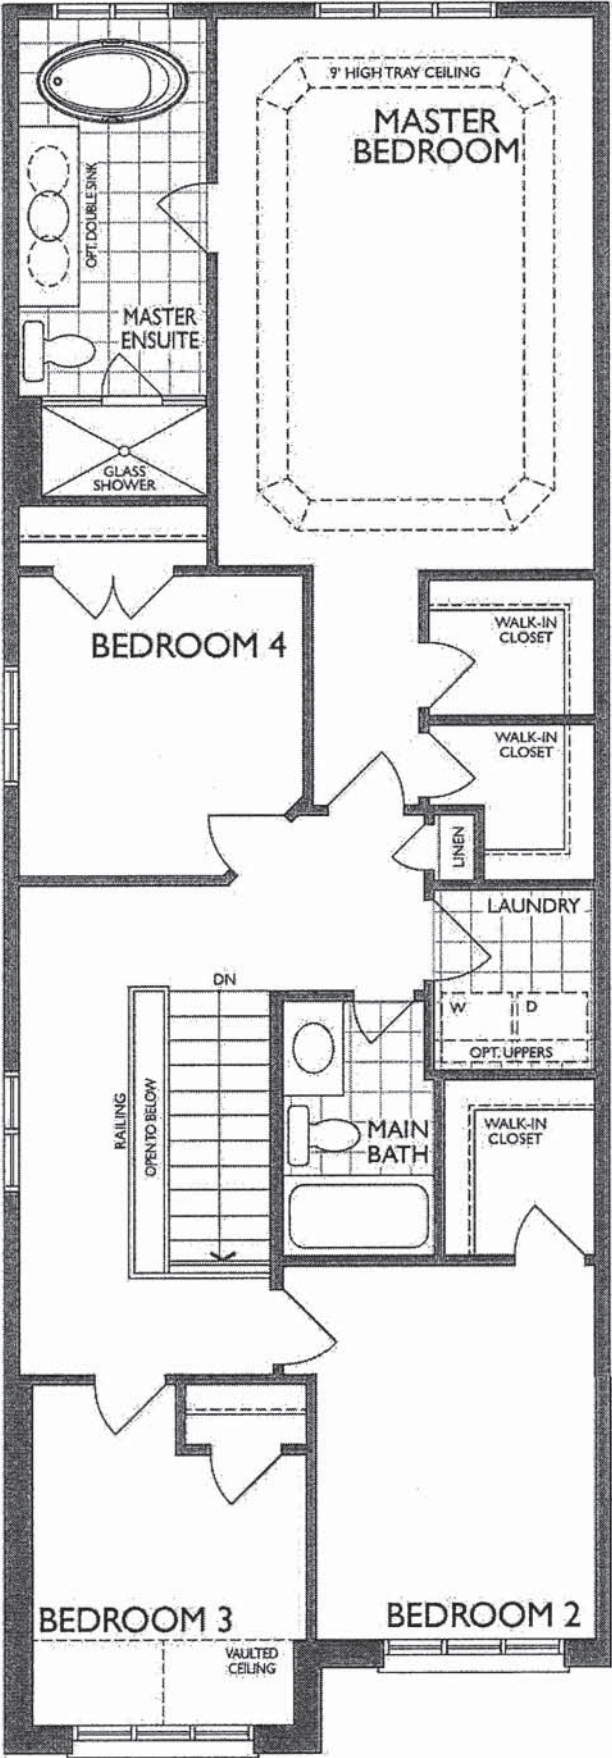 9' HIGH TRAY CEILING
MASTER
BEDROOM
OPT. DOUBLE SINK
MASTER
ENSUITE
GLASS
SHOWER
BEDROOM 4
WALK-IN
CLOSET
WALK-IN
CLOSET
LINEN
LAUNDRY
W
D
OPT. UPPERS
DN
RAILING
OPEN TO BELOW
MAIN
BATH
WALK-IN
CLOSET
BEDROOM 3
BEDROOM 2
VAULTED
CEILING